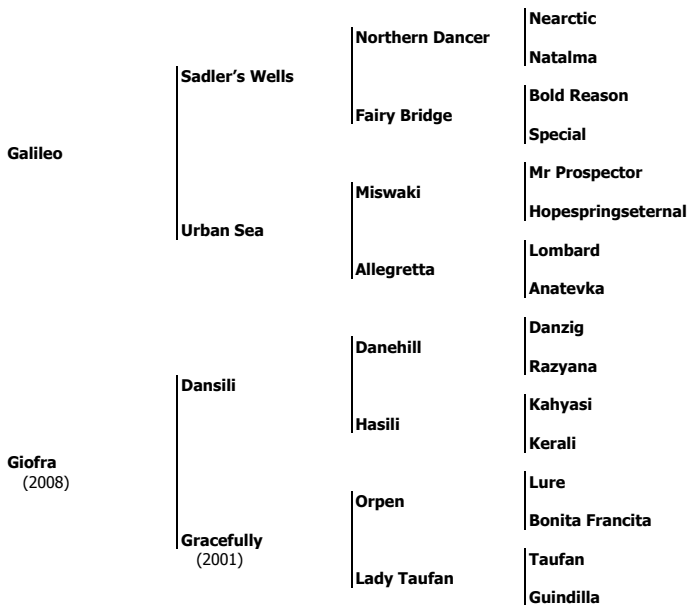 Nearctic
Northern Dancer
Natalma
Sadler's Wells
Bold Reason
Fairy Bridge
Special
Galileo
Mr Prospector
Miswaki
Hopespringseternal
Urban Sea
Lombard
Allegretta
Anatevka
Danzig
Danehill
Razyana
Dansili
Kahyasi
Hasili
Kerali
Giofra
(2008)
Lure
Orpen
Bonita Francita
Gracefully
(2001)
Taufan
Lady Taufan
Guindilla